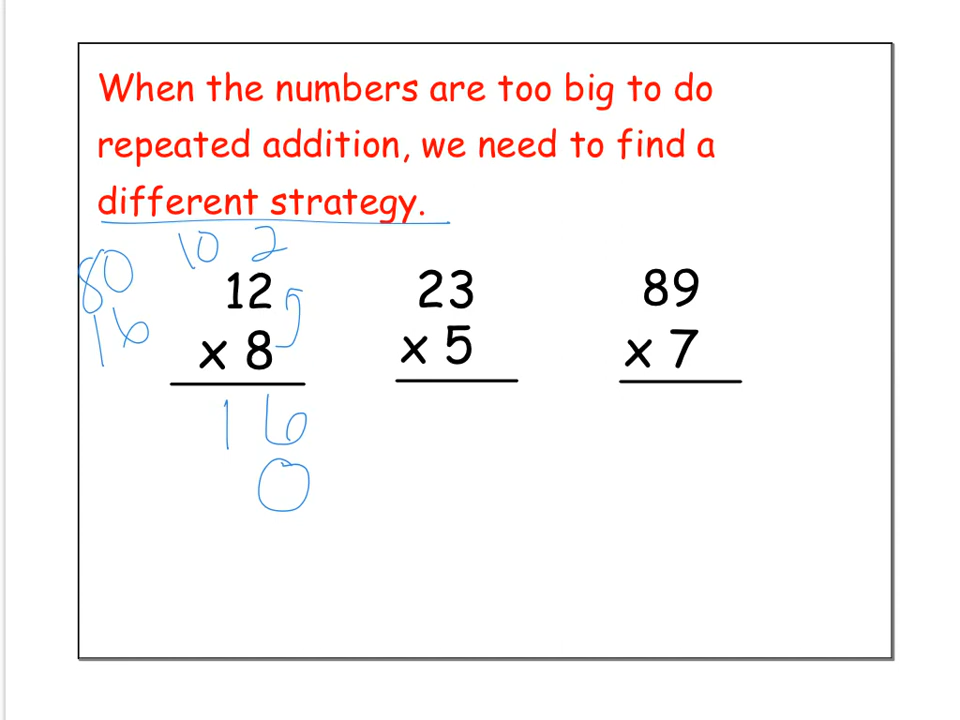 When the numbers are too big to do
repeated addition, we need to find a
different strategy.
10 2
80
16
12 23 89
x 8 x 5 x 7
16
0